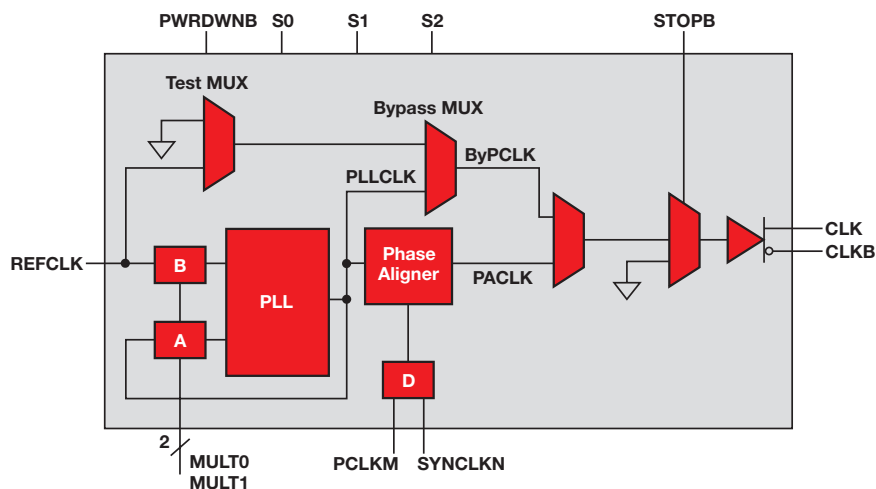 PWRDWNB
S0
S1
S2
STOPB
Test MUX
Bypass MUX
ByPCLK
PLLCLK
CLK
CLKB
REFCLK
B
PLL
Phase
Aligner
PACLK
A
D
2
MULT0
MULT1
PCLKM
SYNCLKN